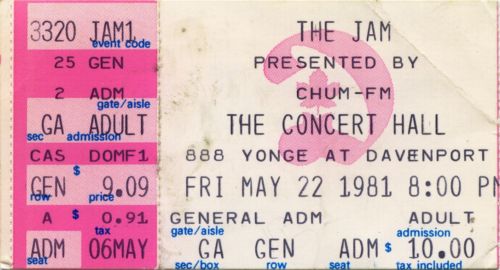 3320 JAM1
event code
25 GEN
2 ADM
gate/aisle
GA ADULT
sec admission
CAS DOMF1
$
GEN 9.09
row price
A $ 0.91
tax
ADM 06MAY
seat
THE JAM
PRESENTED BY
CHUM-FM
THE CONCERT HALL
888 YONGE AT DAVENPORT
FRI MAY 22 1981 8:00 PM
GENERAL ADM ADULT
gate/aisle admission
GA GEN ADM $ 10.00
sec/box row seat tax included